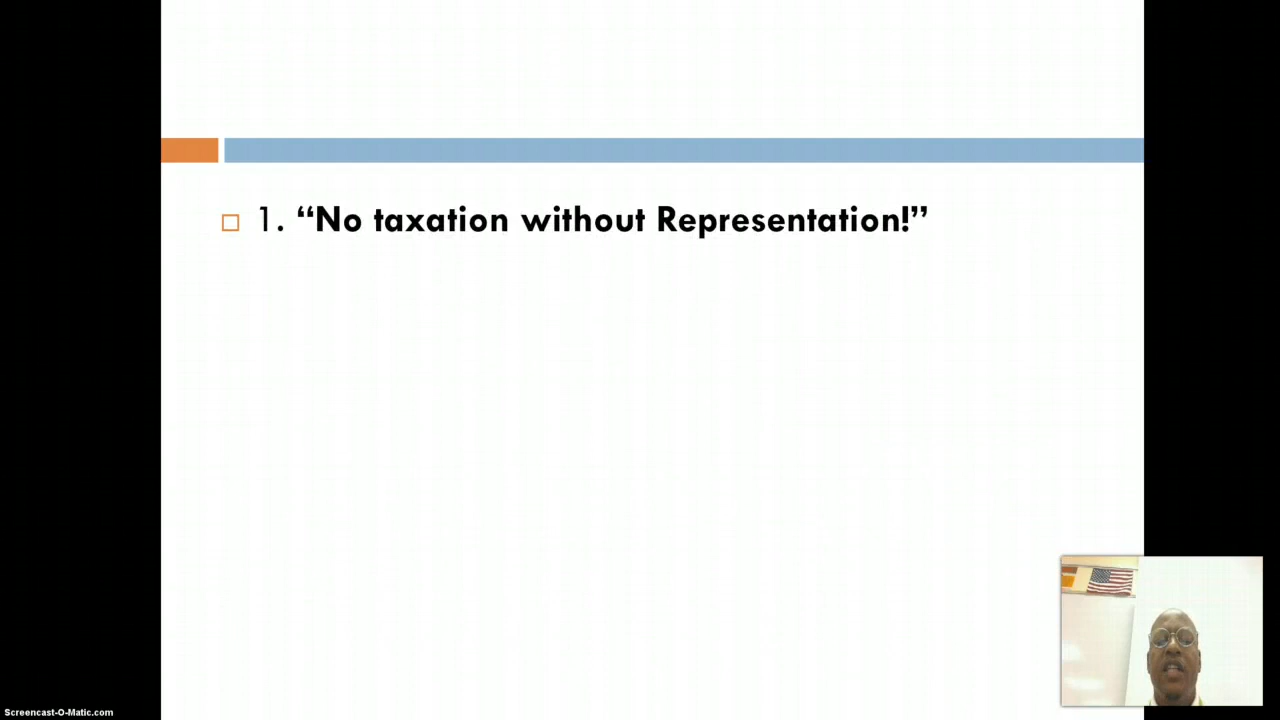 1. “No taxation without Representation!”
Screencast-O-Matic.com